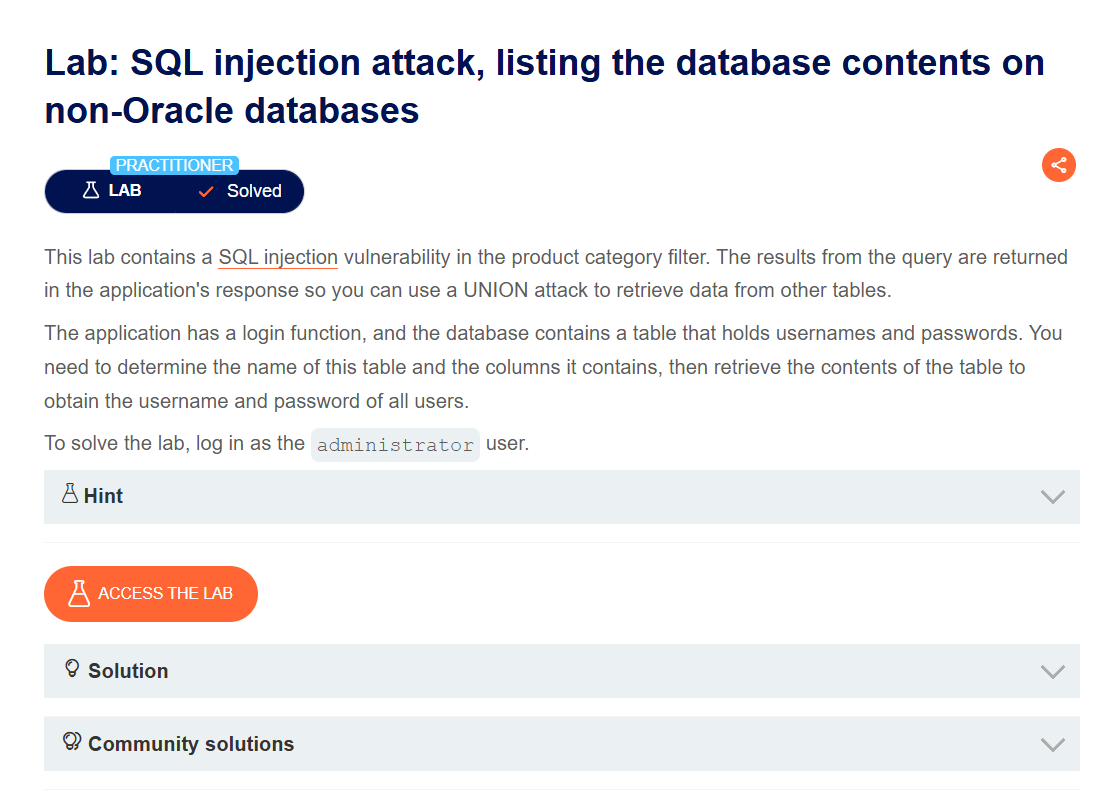 Lab: SQL injection attack, listing the database contents on
non-Oracle databases
PRACTITIONER
LAB
Solved
This lab contains a SQL injection vulnerability in the product category filter. The results from the query are returned
in the application's response so you can use a UNION attack to retrieve data from other tables.
The application has a login function, and the database contains a table that holds usernames and passwords. You
need to determine the name of this table and the columns it contains, then retrieve the contents of the table to
obtain the username and password of all users.
To solve the lab, log in as the administrator user.
Hint
ACCESS THE LAB
Solution
Community solutions